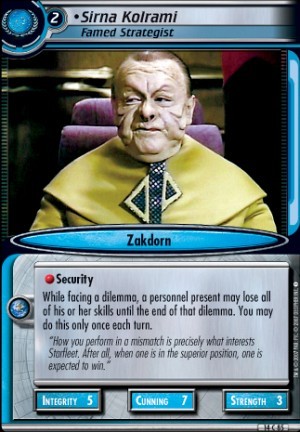 2 •Sirna Kolrami
Famed Strategist
Zakdorn
Security
While facing a dilemma, a personnel present may lose all
of his or her skills until the end of that dilemma. You may
do this only once each turn.
"How you perform in a mismatch is precisely what interests
Starfleet. After all, when one is in the superior position, one is
expected to win."
INTEGRITY 5 CUNNING 7 STRENGTH 3